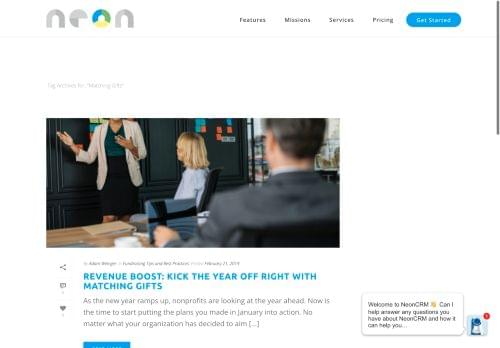 neon
Features Missions Services Pricing Get Started
Tag Archives for: "Matching Gifts"
by Adam Weinger in Fundraising Tips and Best Practices Posted February 21, 2019
REVENUE BOOST: KICK THE YEAR OFF RIGHT WITH
MATCHING GIFTS
As the new year ramps up, nonprofits are looking at the year ahead. Now is
the time to start putting the plans you made in January into action. No
matter what your organization has decided to aim [...]
Welcome to NeonCRM 👋 Can I
help answer any questions you
have about NeonCRM and how it
can help you...
1